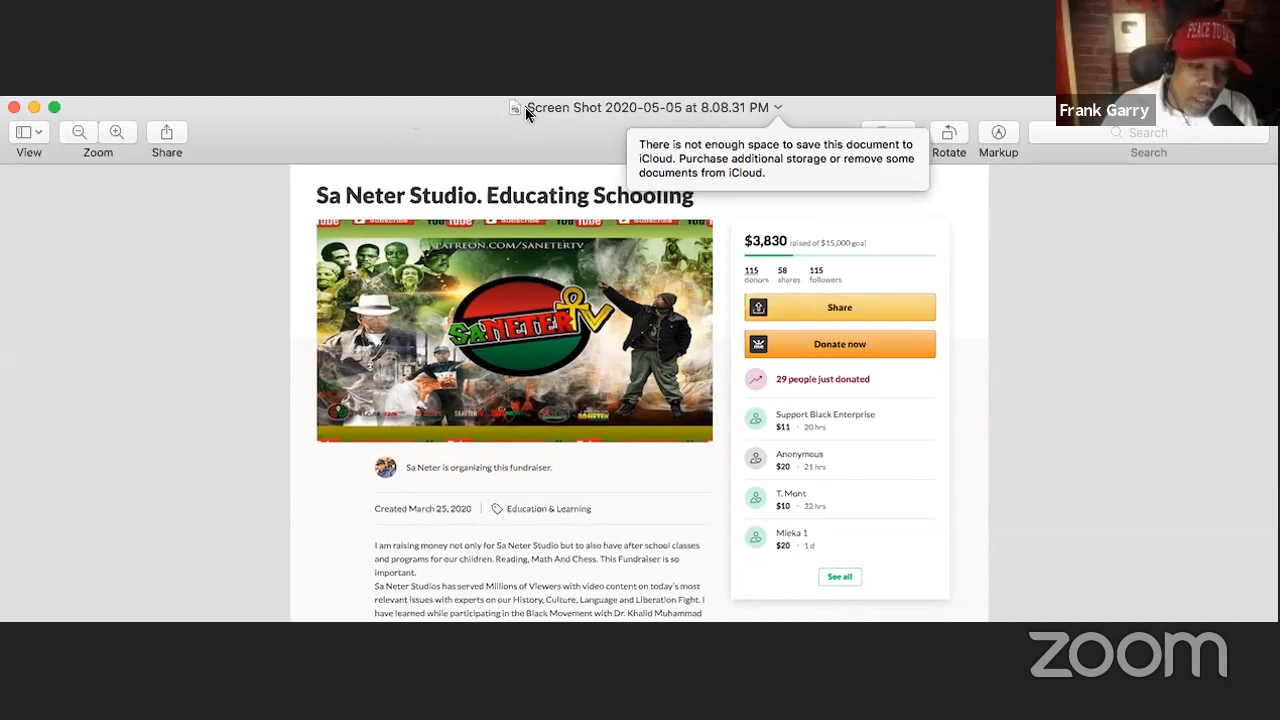 Screen Shot 2020-05-05 at 8.08.31 PM
PEACE TO
Frank Garry
View
Zoom
Share
Rotate
Markup
Search
Search
There is not enough space to save this document to
iCloud. Purchase additional storage or remove some
documents from iCloud.
Sa Neter Studio. Educating Schooling
PATREON.COM/SANETERTV
SANETER TV
$3,830 raised of $15,000 goal
115 donors
58 shares
115 followers
Share
Donate now
29 people just donated
Support Black Enterprise
$11 · 20 hrs
Anonymous
$20 · 21 hrs
T. Mont
$10 · 22 hrs
Mieka 1
$20 · 1 d
See all
Sa Neter is organizing this fundraiser.
Created March 25, 2020 | Education & Learning
I am raising money not only for Sa Neter Studio but to also have after school classes
and programs for our children. Reading, Math And Chess. This Fundraiser is so
important.
Sa Neter Studios has served Millions of Viewers with video content on today's most
relevant issues with experts on our History, Culture, Language and Liberation Fight. I
have learned while participating in the Black Movement with Dr. Khalid Muhammad
zoom